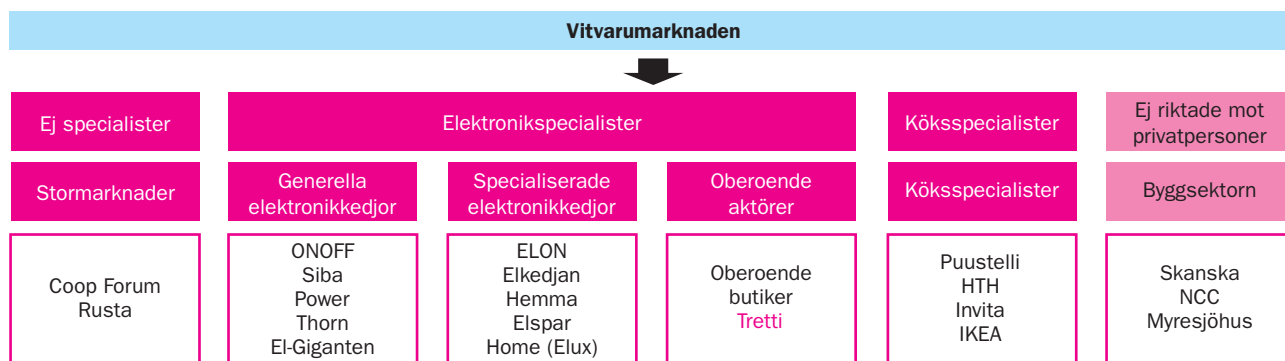 Vitvarumarknaden
Ej specialister
Elektronikspecialister
Köksspecialister
Ej riktade mot
privatpersoner
Stormarknader
Generella
elektronikkedjor
Specialiserade
elektronikkedjor
Oberoende
aktörer
Köksspecialister
Byggsektorn
Coop Forum
Rusta
ONOFF
Siba
Power
Thorn
El-Giganten
ELON
Elkedjan
Hemma
Elspar
Home (Elux)
Oberoende
butiker
Tretti
Puustelli
HTH
Invita
IKEA
Skanska
NCC
Myresjöhus